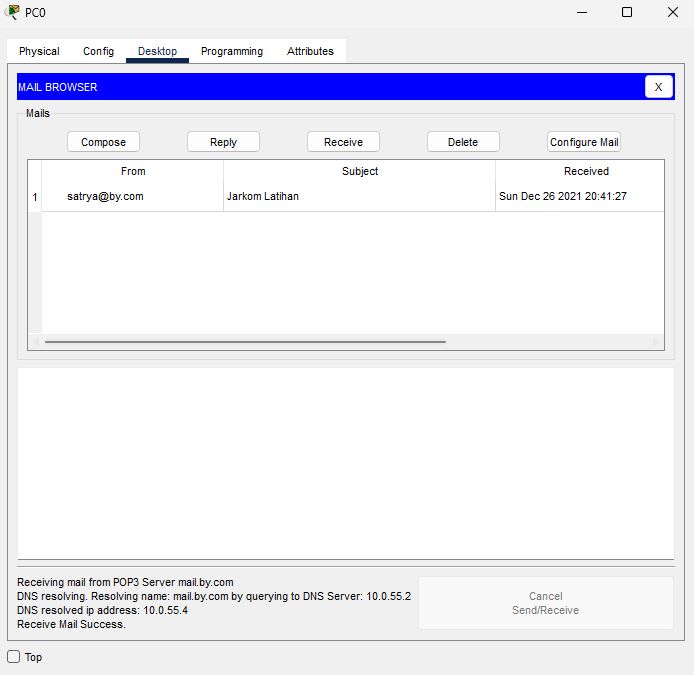 PC0
Physical Config Desktop Programming Attributes
MAIL BROWSER X
Mails
Compose Reply Receive Delete Configure Mail
From Subject Received
1 satrya@by.com Jarkom Latihan Sun Dec 26 2021 20:41:27
Receiving mail from POP3 Server mail.by.com
DNS resolving. Resolving name: mail.by.com by querying to DNS Server: 10.0.55.2
DNS resolved ip address: 10.0.55.4
Receive Mail Success.
Cancel
Send/Receive
Top